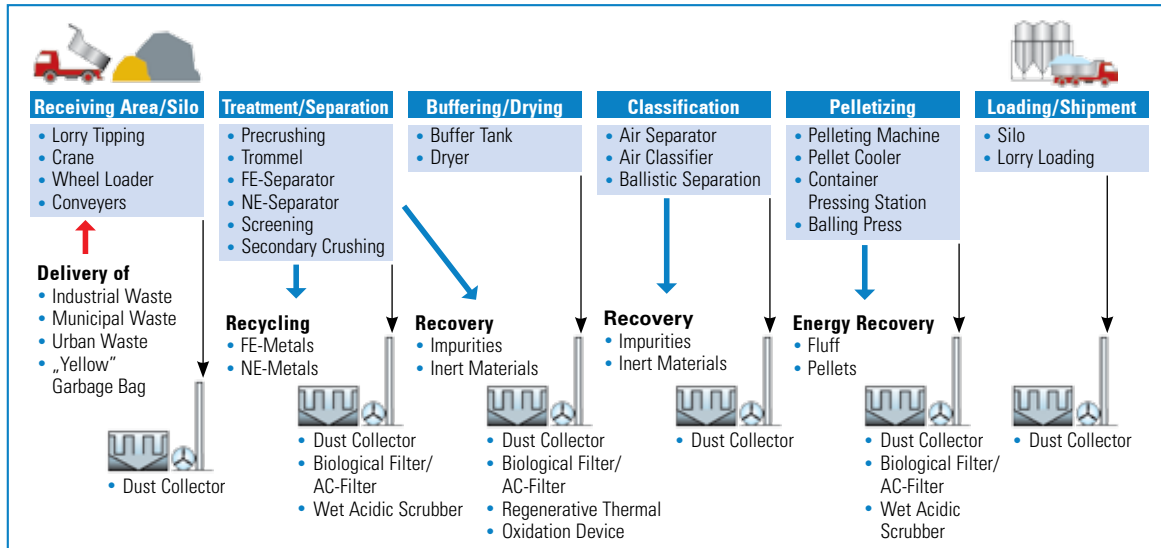 Receiving Area/Silo
• Lorry Tipping
• Crane
• Wheel Loader
• Conveyers
Delivery of
• Industrial Waste
• Municipal Waste
• Urban Waste
• „Yellow”
Garbage Bag
• Dust Collector
Treatment/Separation
• Precrushing
• Trommel
• FE-Separator
• NE-Separator
• Screening
• Secondary Crushing
Recycling
• FE-Metals
• NE-Metals
• Dust Collector
• Biological Filter/
AC-Filter
• Wet Acidic Scrubber
Buffering/Drying
• Buffer Tank
• Dryer
Recovery
• Impurities
• Inert Materials
• Dust Collector
• Biological Filter/
AC-Filter
• Regenerative Thermal
• Oxidation Device
Classification
• Air Separator
• Air Classifier
• Ballistic Separation
Recovery
• Impurities
• Inert Materials
• Dust Collector
Pelletizing
• Pelleting Machine
• Pellet Cooler
• Container
Pressing Station
• Balling Press
Energy Recovery
• Fluff
• Pellets
• Dust Collector
• Biological Filter/
AC-Filter
• Wet Acidic
Scrubber
Loading/Shipment
• Silo
• Lorry Loading
• Dust Collector